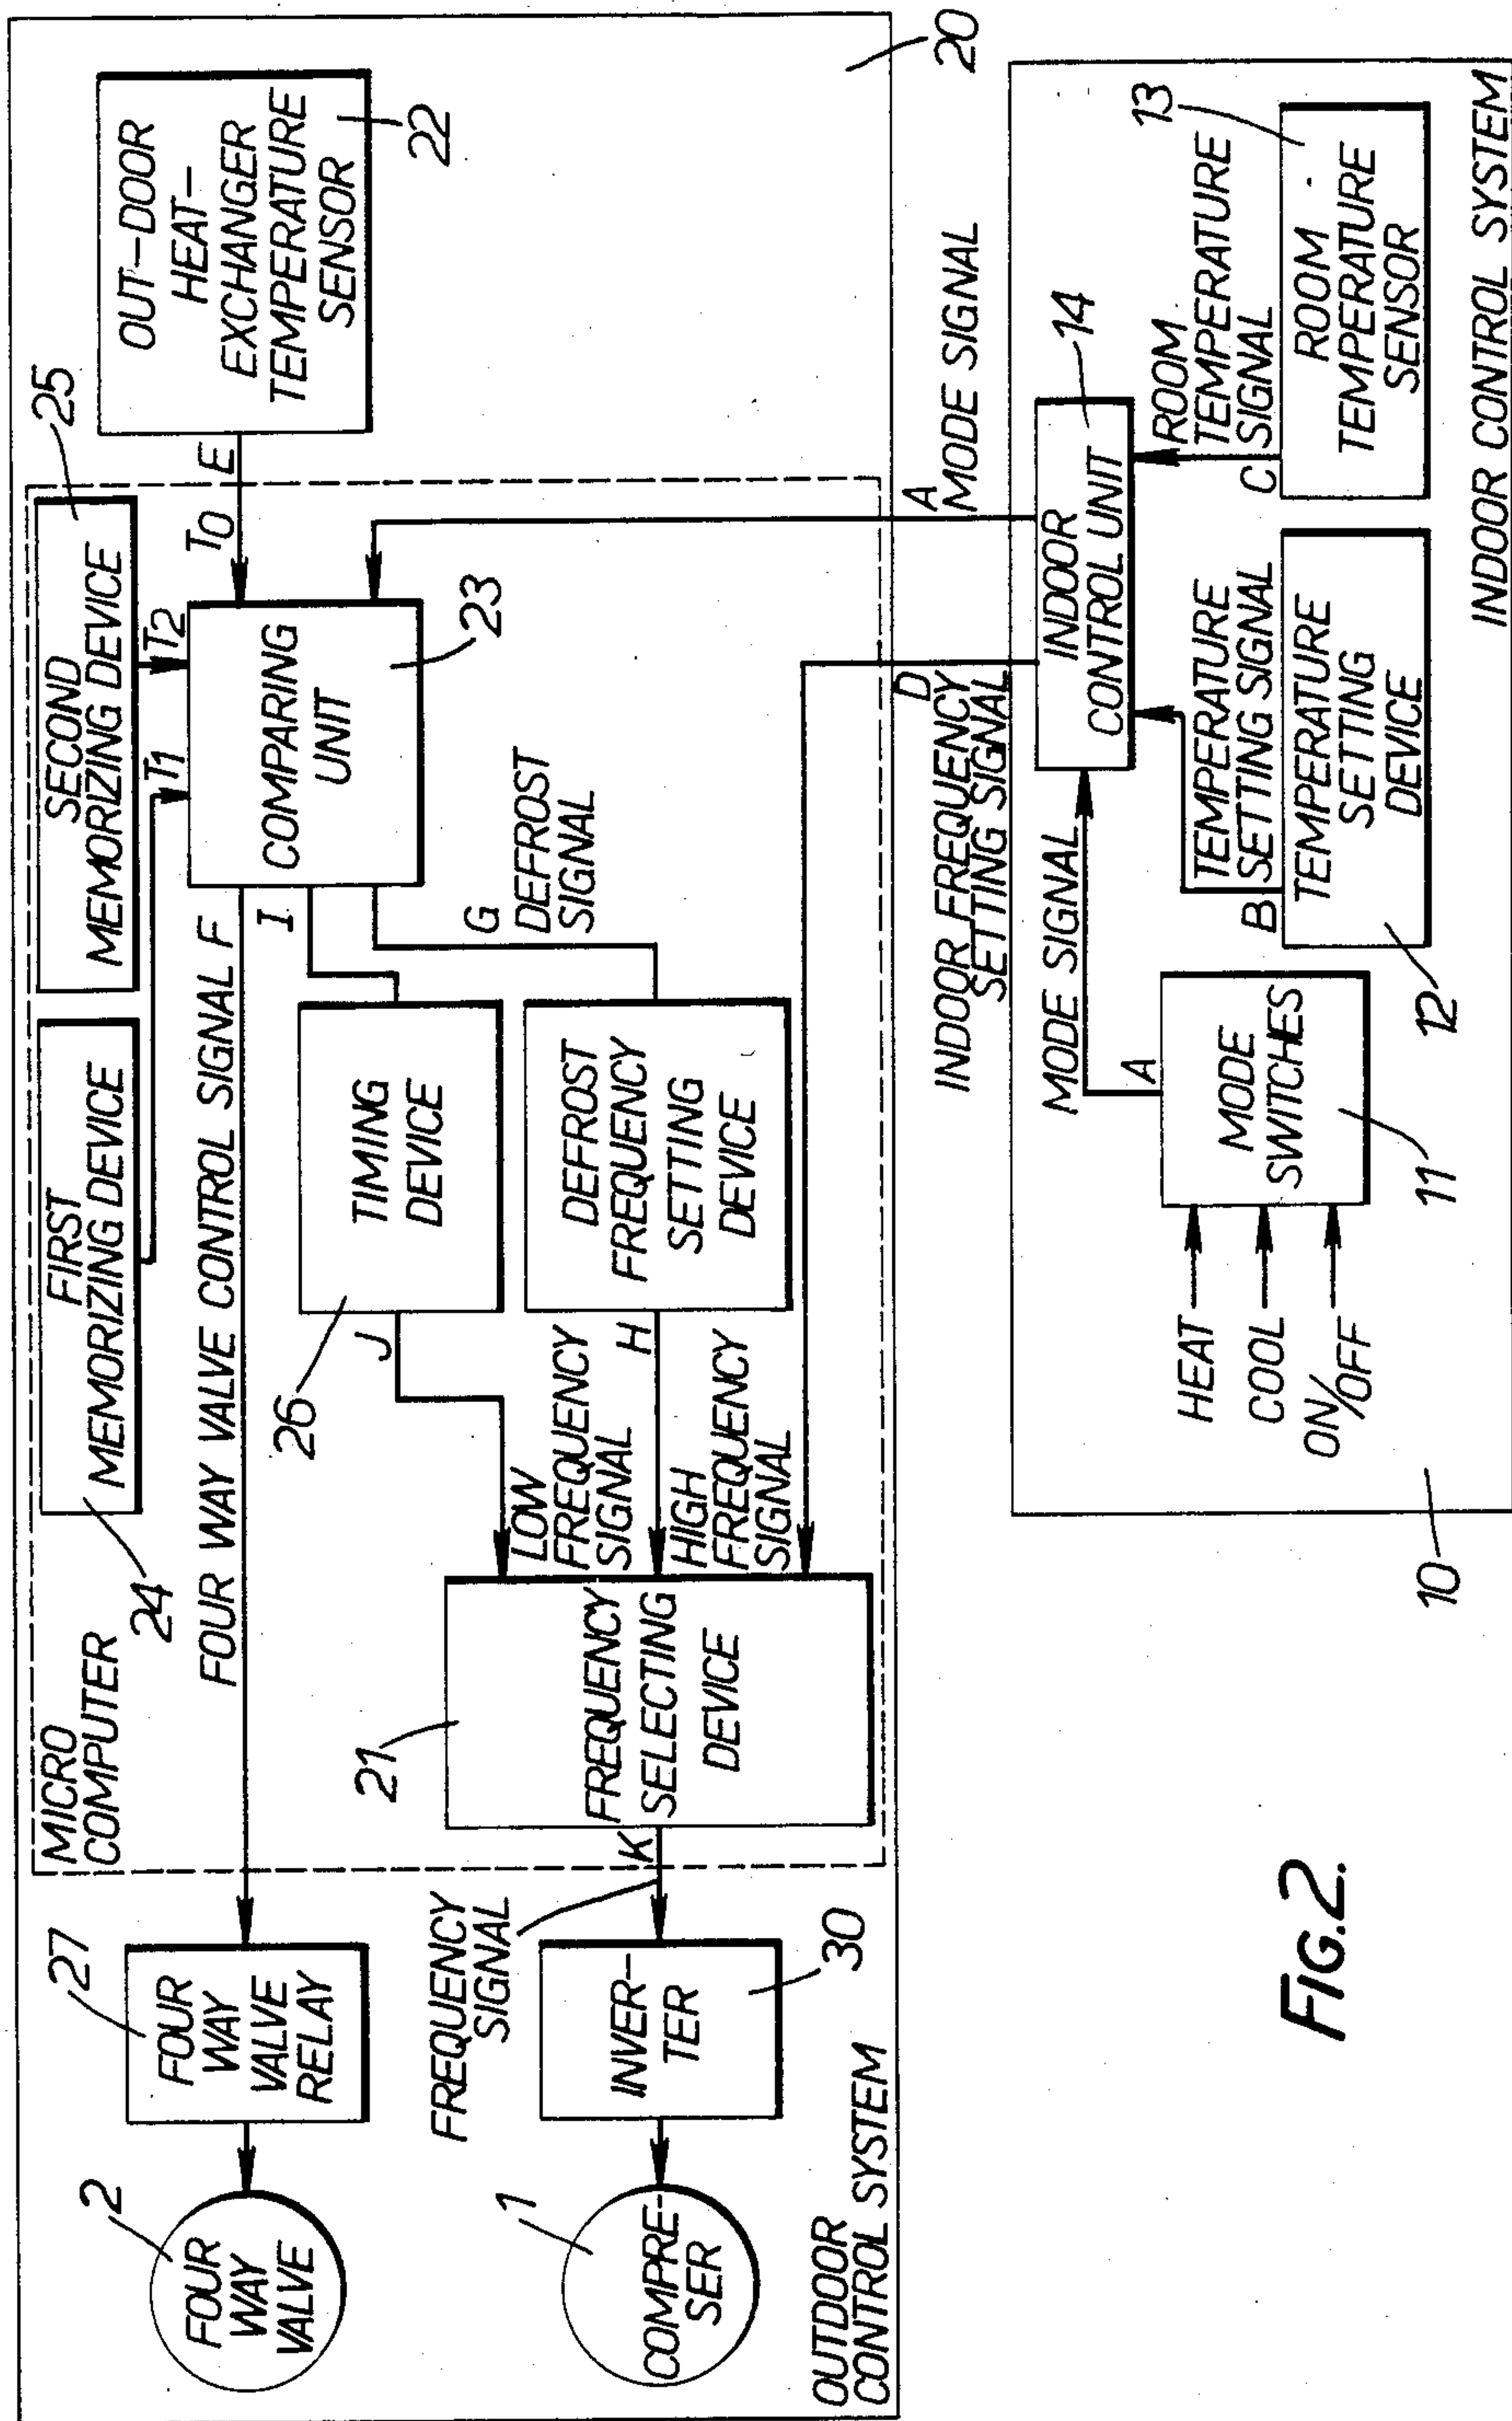 OUTDOOR
CONTROL SYSTEM
20
MICRO
COMPUTER
2
FOUR
WAY
VALVE
27
FOUR
WAY
VALVE
RELAY
FOUR WAY VALVE CONTROL SIGNAL F
24
FIRST
MEMORIZING DEVICE
T1
25
SECOND
MEMORIZING DEVICE
T2
OUT-DOOR
HEAT-
EXCHANGER
TEMPERATURE
SENSOR
22
TO E
COMPARING
UNIT
23
I
G
DEFROST
SIGNAL
TIMING
DEVICE
26
J
LOW
FREQUENCY
SIGNAL
DEFROST
FREQUENCY
SETTING
DEVICE
H
HIGH
FREQUENCY
SIGNAL
21
FREQUENCY
SELECTING
DEVICE
K
FREQUENCY
SIGNAL
INVER-
TER
30
1
COMPRE-
SER
A
MODE SIGNAL
D
INDOOR FREQUENCY
SETTING SIGNAL
INDOOR
CONTROL UNIT
14
MODE SIGNAL
A
HEAT
COOL
ON/OFF
MODE
SWITCHES
11
TEMPERATURE
SETTING SIGNAL
B
TEMPERATURE
SETTING
DEVICE
12
ROOM
TEMPERATURE
SIGNAL
C
ROOM
TEMPERATURE
SENSOR
13
INDOOR CONTROL SYSTEM
10
FIG.2.